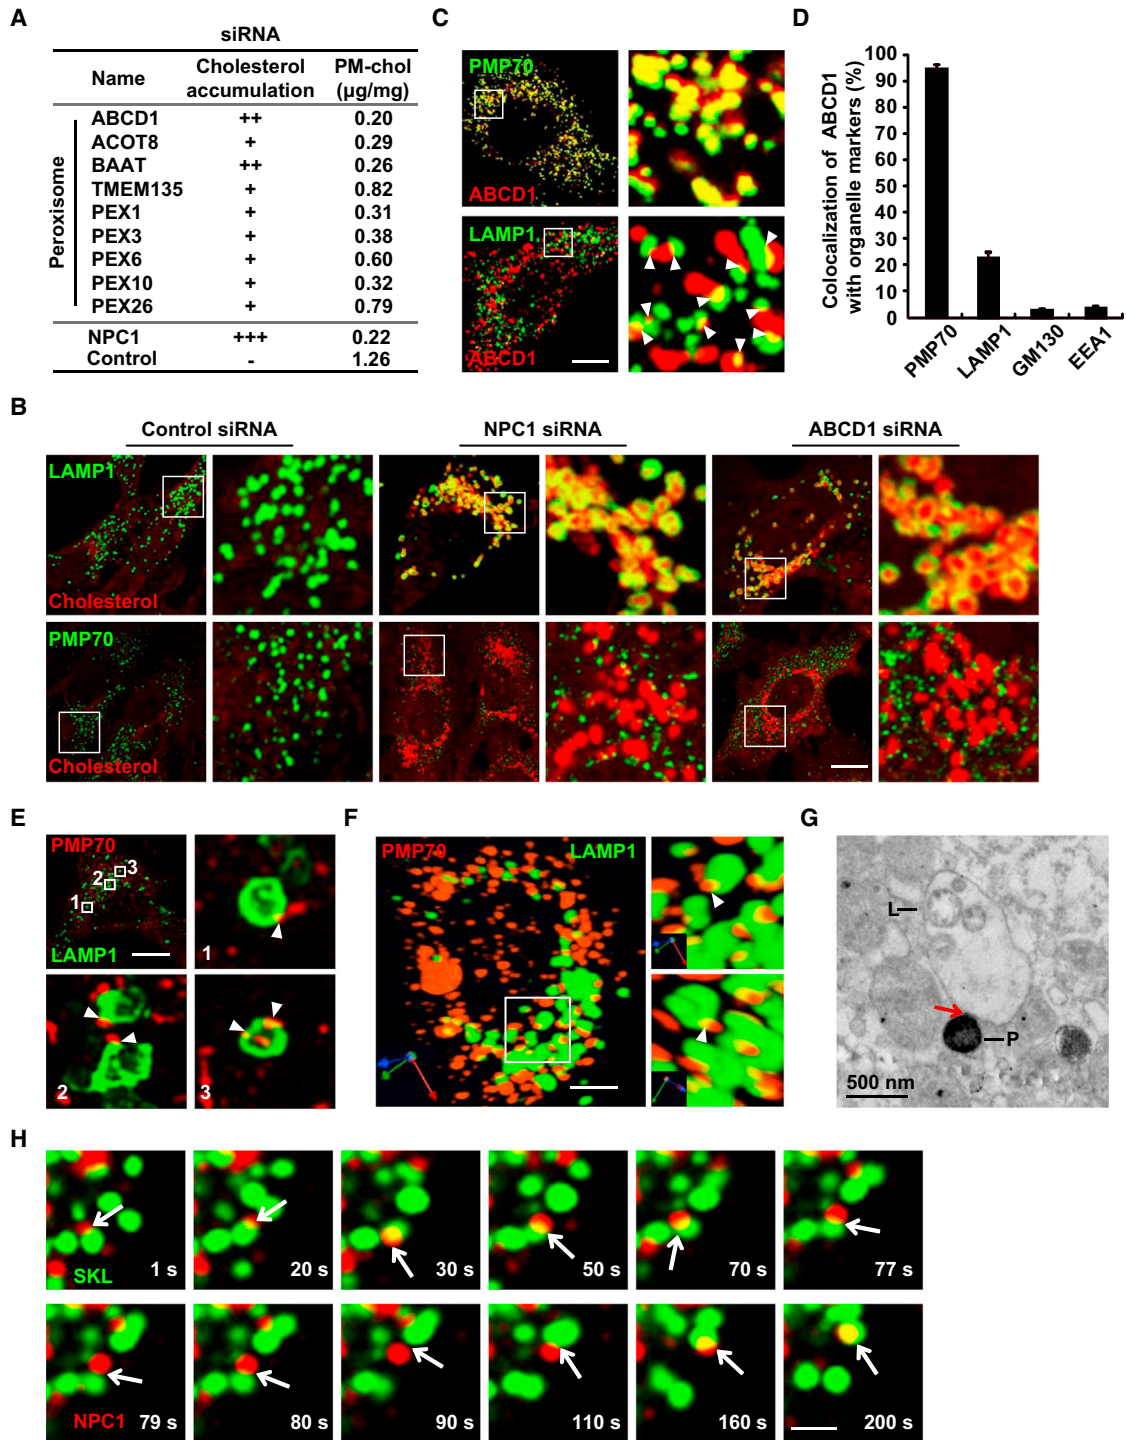 A
siRNA
Name Cholesterol accumulation PM-chol (μg/mg)
Peroxisome
ABCD1 ++ 0.20
ACOT8 + 0.29
BAAT ++ 0.26
TMEM135 + 0.82
PEX1 + 0.31
PEX3 + 0.38
PEX6 + 0.60
PEX10 + 0.32
PEX26 + 0.79
NPC1 +++ 0.22
Control - 1.26
C
PMP70
ABCD1
LAMP1
ABCD1
D
Colocalization of ABCD1
with organelle markers (%)
100
90
80
70
60
50
40
30
20
10
0
PMP70
LAMP1
GM130
EEA1
B
Control siRNA NPC1 siRNA ABCD1 siRNA
LAMP1
Cholesterol
PMP70
Cholesterol
E
PMP70
1
2
3
LAMP1
1
2
3
F
PMP70 LAMP1
G
L
P
500 nm
H
SKL
1 s
20 s
30 s
50 s
70 s
77 s
NPC1
79 s
80 s
90 s
110 s
160 s
200 s